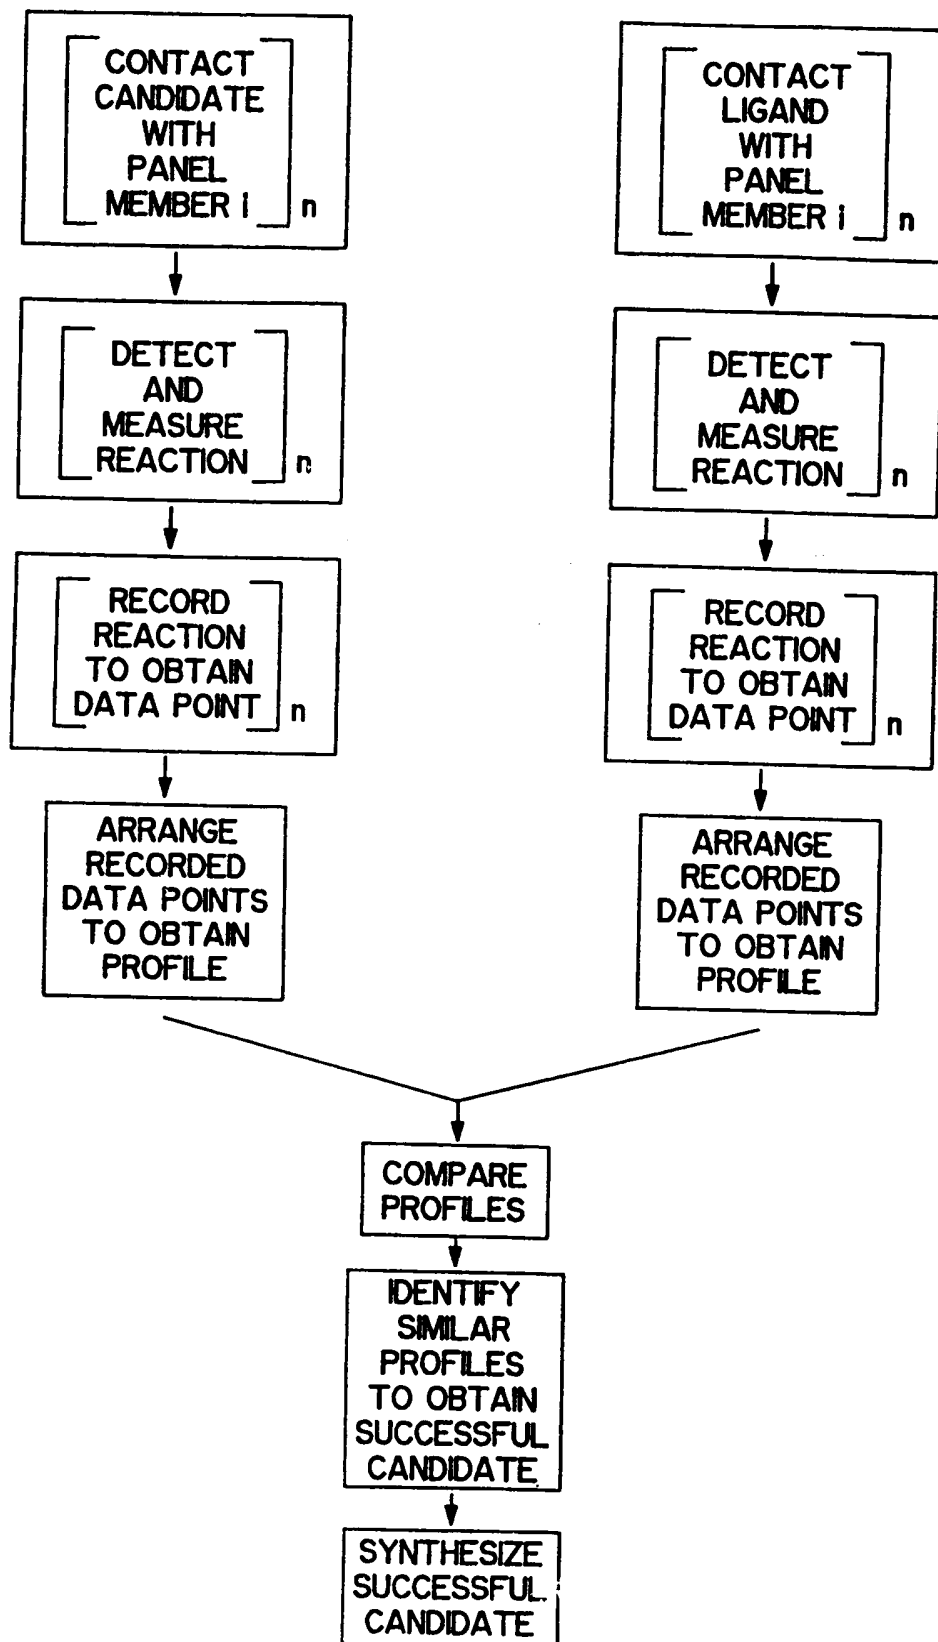 CONTACT
CANDIDATE
WITH
PANEL
MEMBER i
n
DETECT
AND
MEASURE
REACTION
n
RECORD
REACTION
TO OBTAIN
DATA POINT
n
ARRANGE
RECORDED
DATA POINTS
TO OBTAIN
PROFILE
CONTACT
LIGAND
WITH
PANEL
MEMBER i
n
DETECT
AND
MEASURE
REACTION
n
RECORD
REACTION
TO OBTAIN
DATA POINT
n
ARRANGE
RECORDED
DATA POINTS
TO OBTAIN
PROFILE
COMPARE
PROFILES
IDENTIFY
SIMILAR
PROFILES
TO OBTAIN
SUCCESSFUL
CANDIDATE
SYNTHESIZE
SUCCESSFUL
CANDIDATE